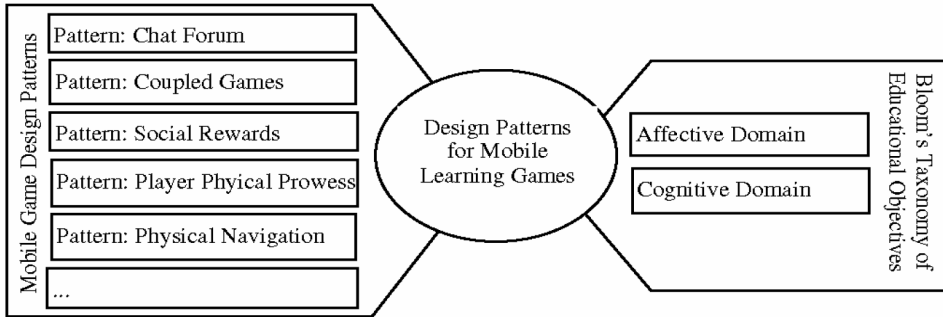 Mobile Game Design Patterns
Pattern: Chat Forum
Pattern: Coupled Games
Pattern: Social Rewards
Pattern: Player Phyical Prowess
Pattern: Physical Navigation
...
Design Patterns
for Mobile
Learning Games
Affective Domain
Cognitive Domain
Bloom's Taxonomy of
Educational Objectives